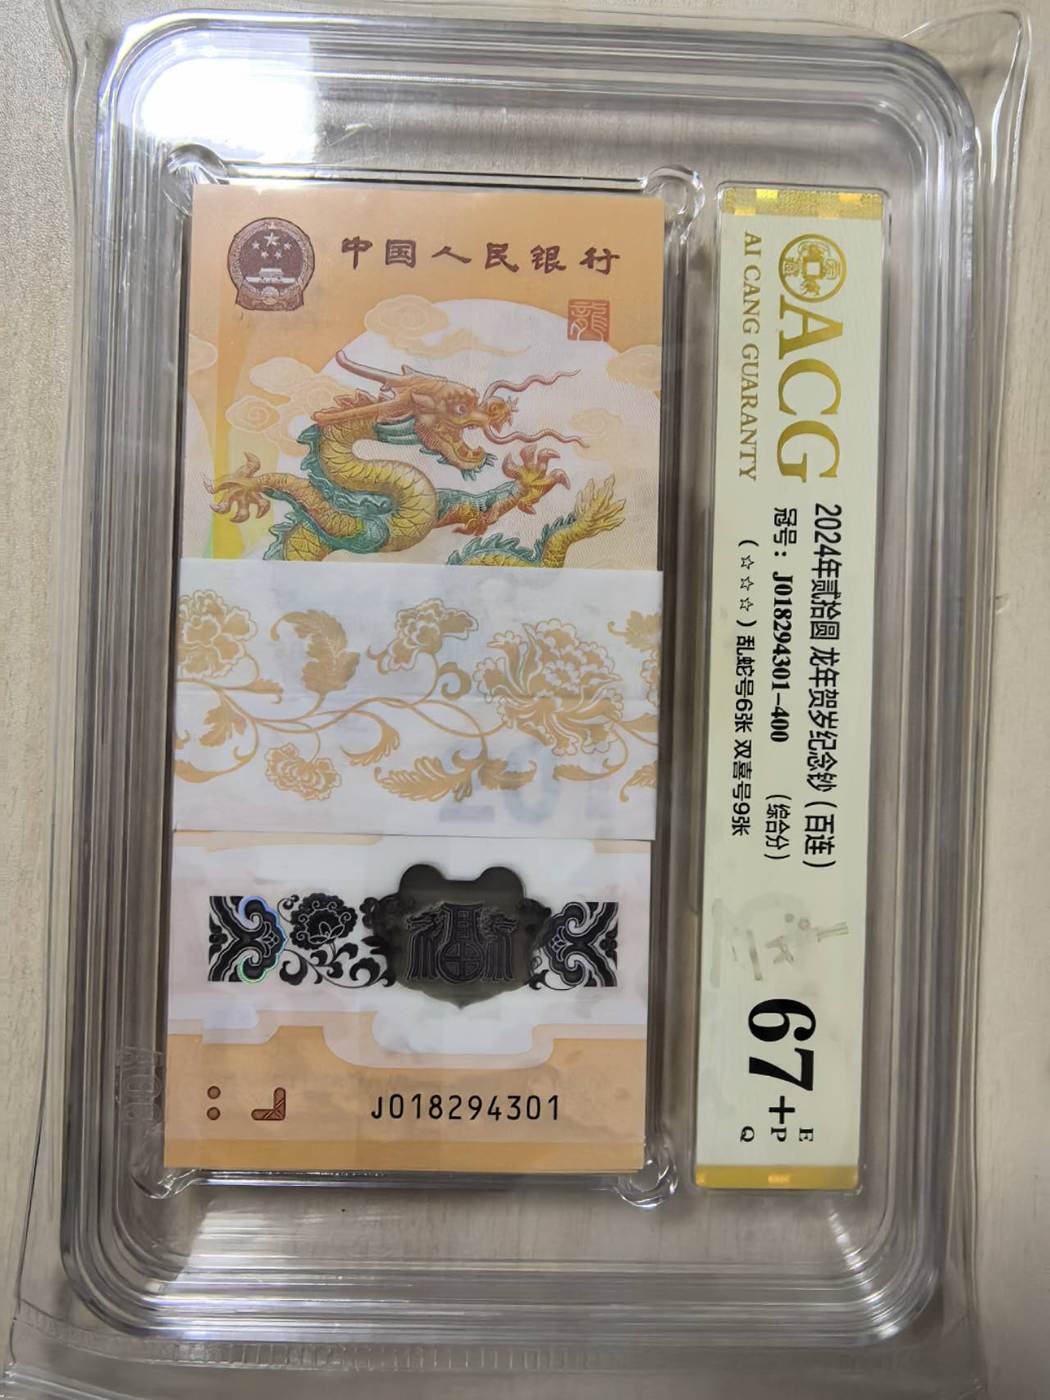 中国人民银行
龍
J018294301
ACG
AI CANG GUARANTY
2024年贰拾圆 龙年贺岁纪念钞（百连）
冠号：J018294301-400 （综合分）
（☆☆☆）乱蛇号6张 双喜号9张
67+
E
P
Q